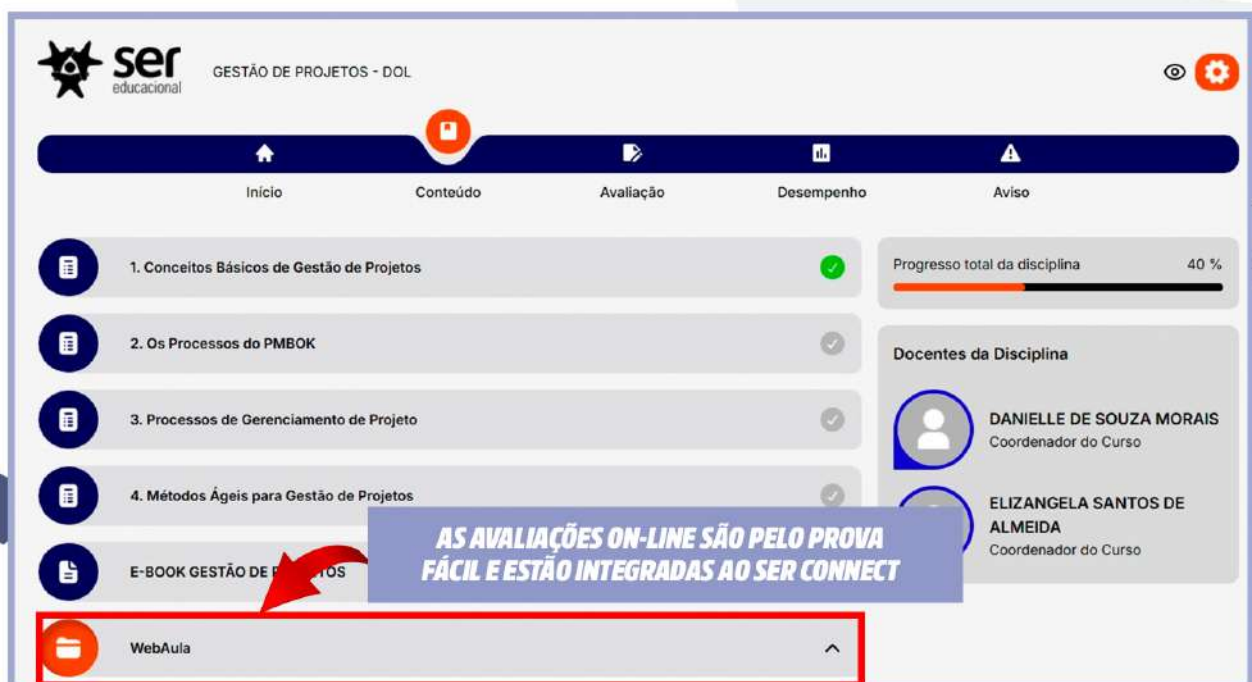 ser
educacional
GESTÃO DE PROJETOS - DOL
Início
Conteúdo
Avaliação
Desempenho
Aviso
1. Conceitos Básicos de Gestão de Projetos
2. Os Processos do PMBOK
3. Processos de Gerenciamento de Projeto
4. Métodos Ágeis para Gestão de Projetos
E-BOOK GESTÃO DE
WebAula
Progresso total da disciplina 40 %
Docentes da Disciplina
DANIELLE DE SOUZA MORAIS
Coordenador do Curso
ELIZANGELA SANTOS DE
ALMEIDA
Coordenador do Curso
AS AVALIAÇÕES ON-LINE SÃO PELO PROVA
FÁCIL E ESTÃO INTEGRADAS AO SER CONNECT